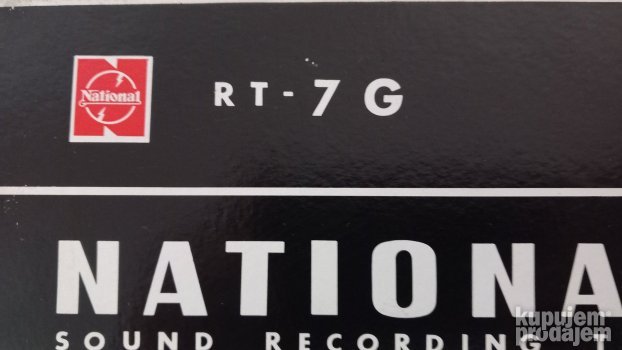 National
RT-7G
NATIONA
SOUND RECORDING T
kupujem
prodajem